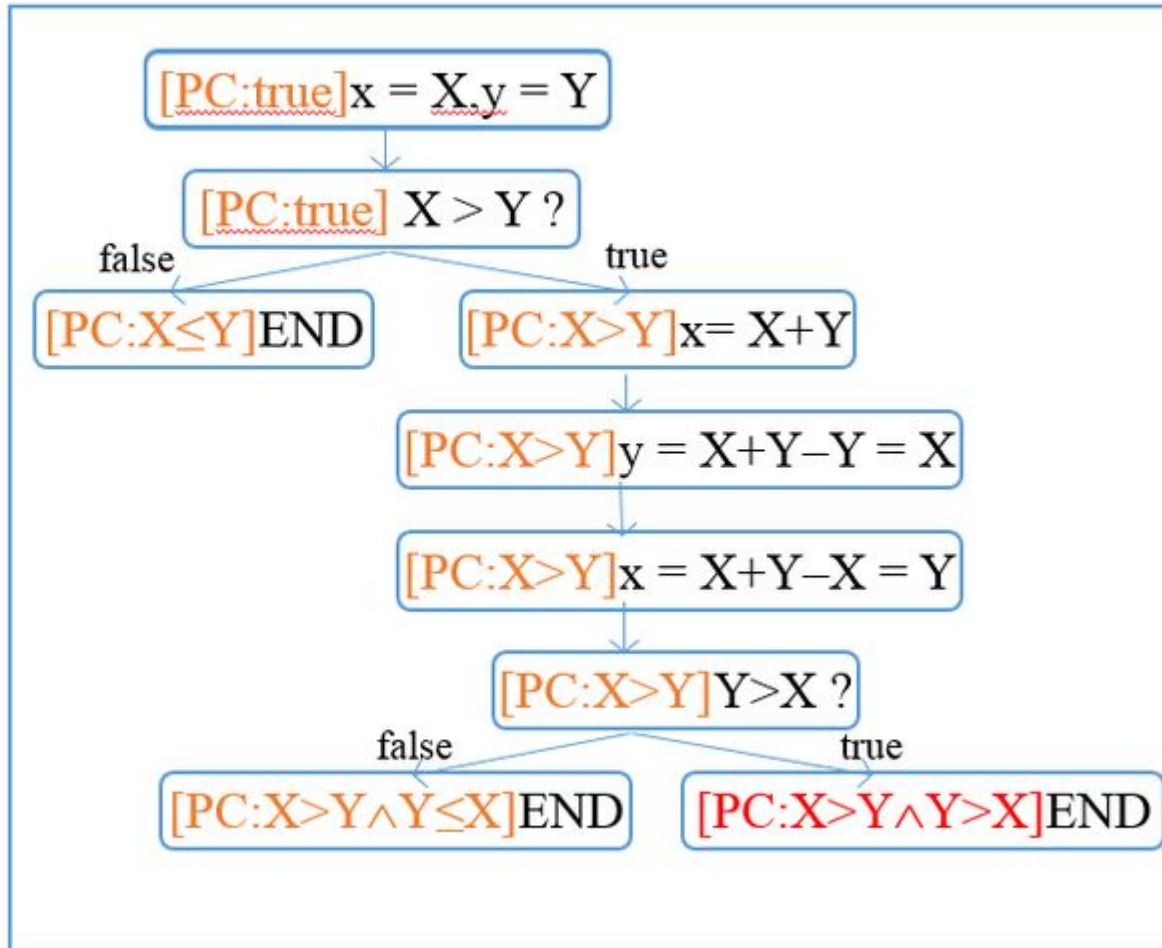 [PC:true]x = X,y = Y
[PC:true] X > Y ?
false
true
[PC:X≤Y]END
[PC:X>Y]x= X+Y
[PC:X>Y]y = X+Y–Y = X
[PC:X>Y]x = X+Y–X = Y
[PC:X>Y]Y>X ?
false
true
[PC:X>Y∧Y≤X]END
[PC:X>Y∧Y>X]END